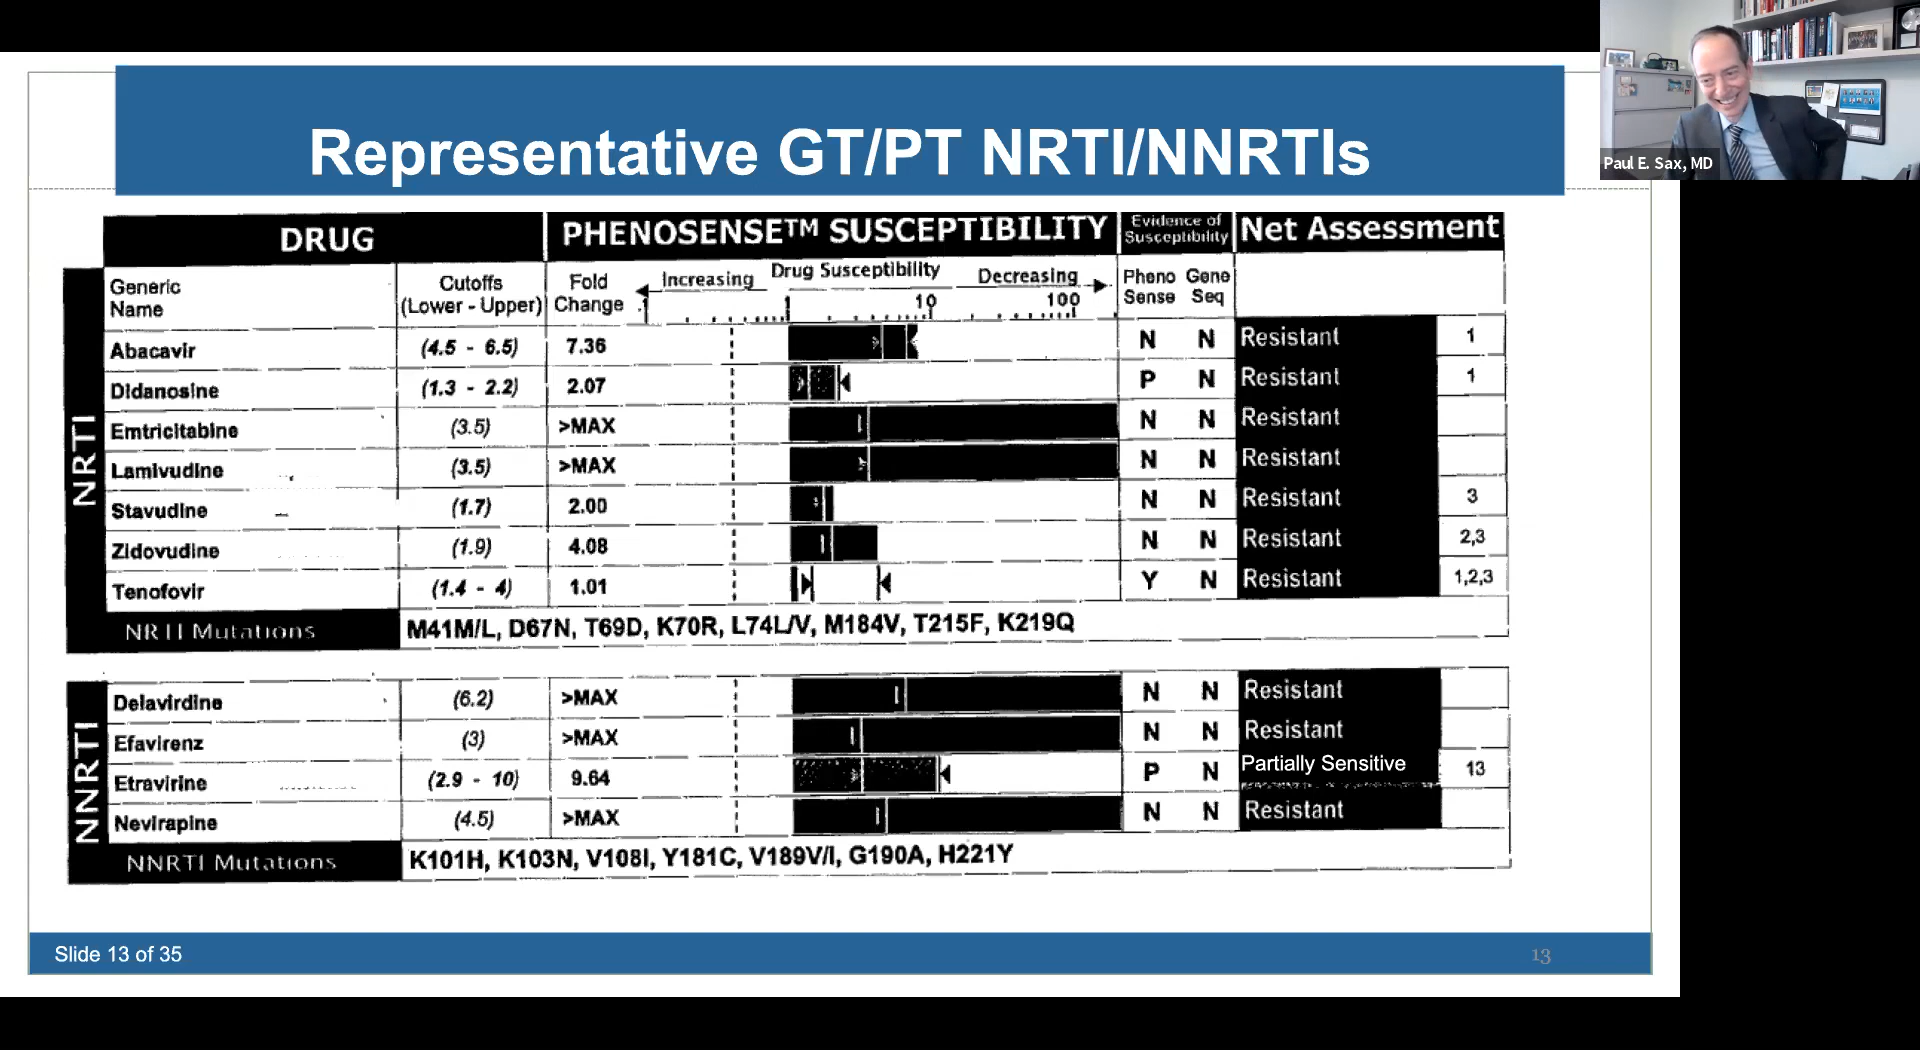 Representative GT/PT NRTI/NNRTIs
Paul E. Sax, MD
DRUG PHENOSENSE™ SUSCEPTIBILITY Evidence of Susceptibility Net Assessment
Generic Name Cutoffs (Lower - Upper) Fold Change Increasing Drug Susceptibility Decreasing Pheno Sense Gene Seq
.1 1 10 100
NRTI
Abacavir (4.5 - 6.5) 7.36 N N Resistant 1
Didanosine (1.3 - 2.2) 2.07 P N Resistant 1
Emtricitabine (3.5) >MAX N N Resistant
Lamivudine (3.5) >MAX N N Resistant
Stavudine (1.7) 2.00 N N Resistant 3
Zidovudine (1.9) 4.08 N N Resistant 2,3
Tenofovir (1.4 - 4) 1.01 Y N Resistant 1,2,3
NRTI Mutations M41M/L, D67N, T69D, K70R, L74L/V, M184V, T215F, K219Q
NNRTI
Delavirdine (6.2) >MAX N N Resistant
Efavirenz (3) >MAX N N Resistant
Etravirine (2.9 - 10) 9.64 P N Partially Sensitive 13
Nevirapine (4.5) >MAX N N Resistant
NNRTI Mutations K101H, K103N, V108I, Y181C, V189V/I, G190A, H221Y
Slide 13 of 35
13